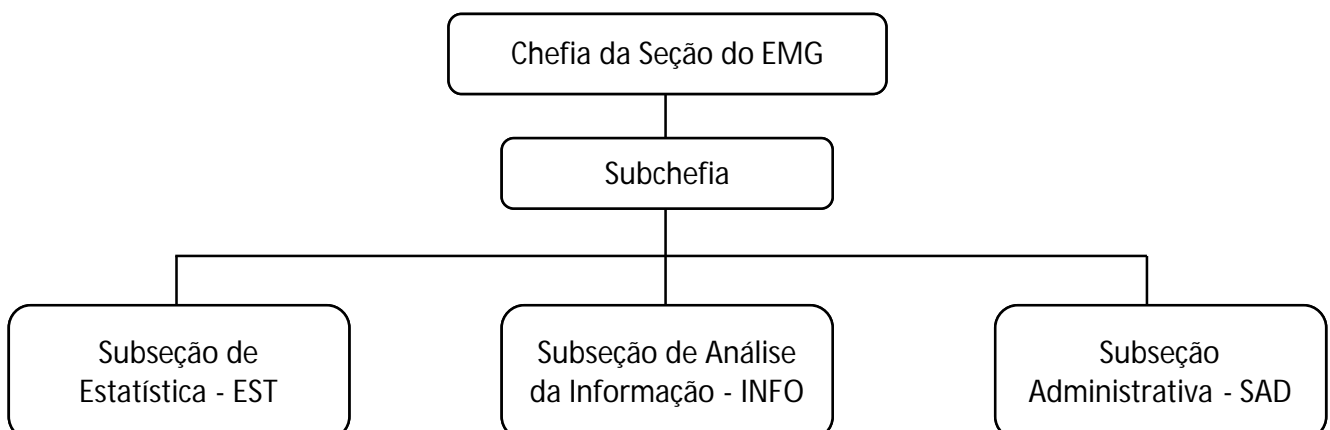 Chefia da Seção do EMG
Subchefia
Subseção de
Estatística - EST
Subseção de Análise
da Informação - INFO
Subseção
Administrativa - SAD